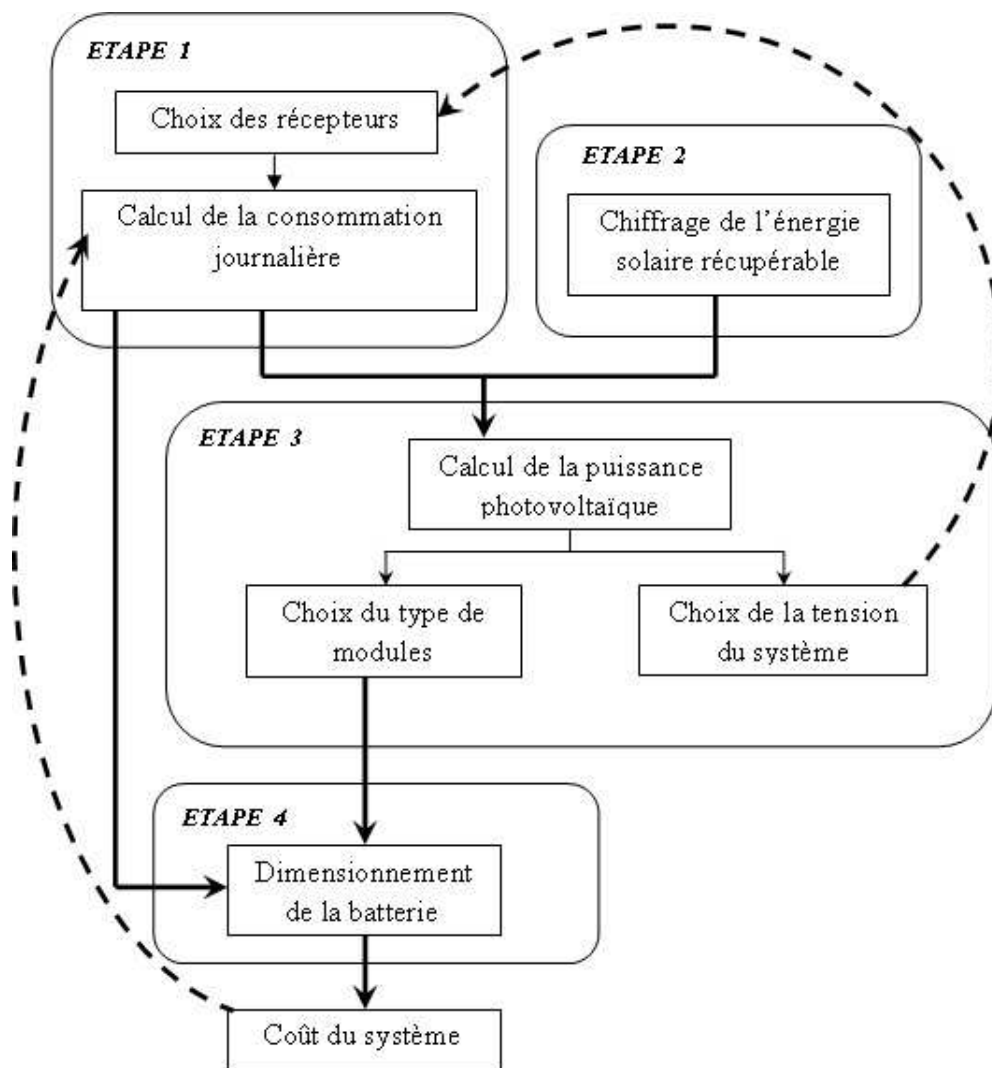 ETAPE 1
Choix des récepteurs
Calcul de la consommation
journalière
ETAPE 2
Chiffrage de l'énergie
solaire récupérable
ETAPE 3
Calcul de la puissance
photovoltaïque
Choix du type de
modules
Choix de la tension
du système
ETAPE 4
Dimensionnement
de la batterie
Coût du système